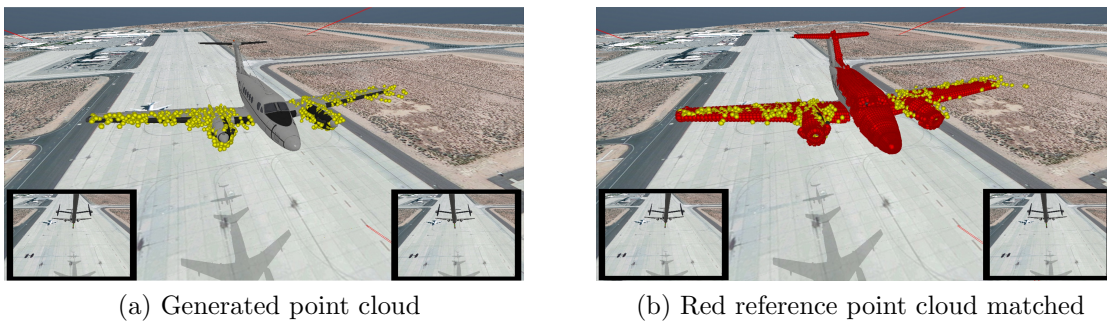 (a) Generated point cloud
(b) Red reference point cloud matched